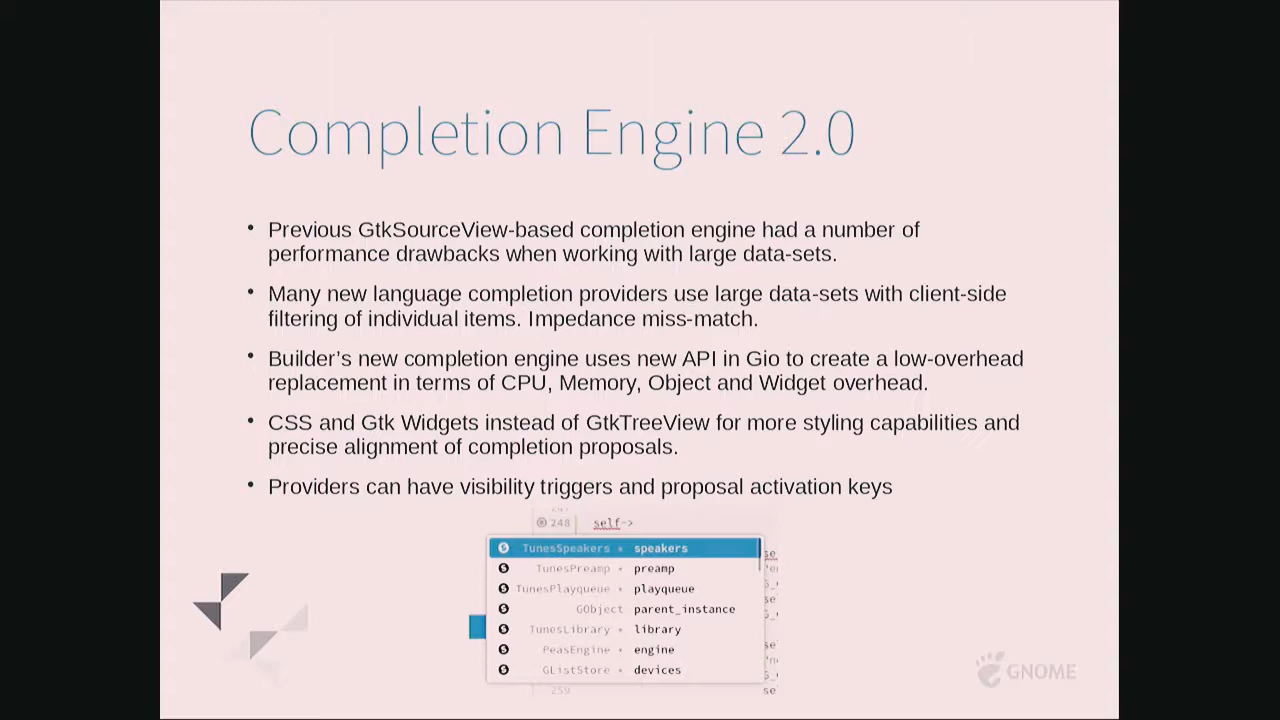 Completion Engine 2.0
• Previous GtkSourceView-based completion engine had a number of
performance drawbacks when working with large data-sets.
• Many new language completion providers use large data-sets with client-side
filtering of individual items. Impedance miss-match.
• Builder’s new completion engine uses new API in Gio to create a low-overhead
replacement in terms of CPU, Memory, Object and Widget overhead.
• CSS and Gtk Widgets instead of GtkTreeView for more styling capabilities and
precise alignment of completion proposals.
• Providers can have visibility triggers and proposal activation keys
248 self->
S TunesSpeakers * speakers
S TunesPreamp * preamp
S TunesPlayqueue * playqueue
S GObject parent_instance
S TunesLibrary * library
S PeasEngine * engine
S GListStore * devices
259
GNOME